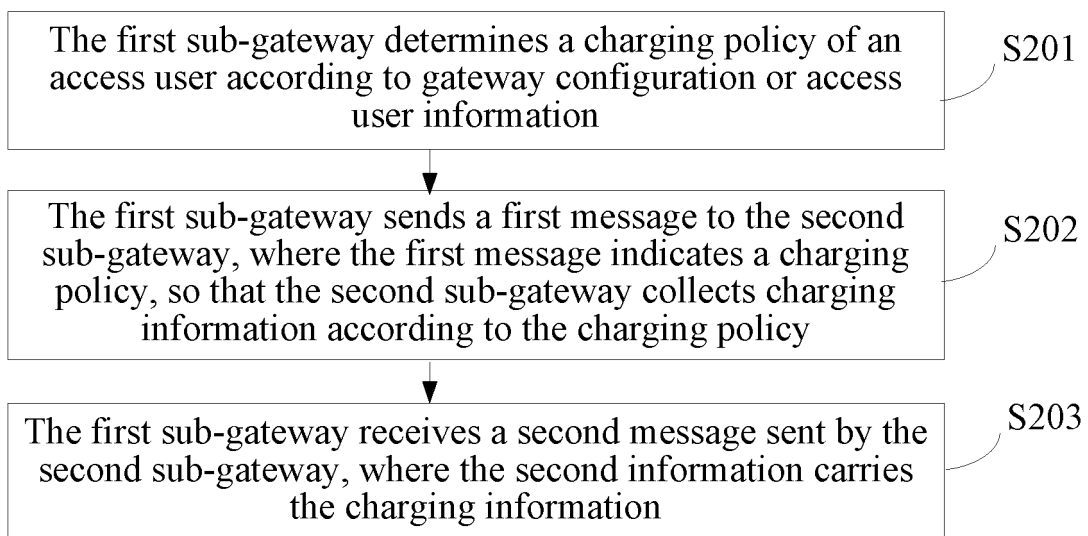 The first sub-gateway determines a charging policy of an
access user according to gateway configuration or access
user information
S201
The first sub-gateway sends a first message to the second
sub-gateway, where the first message indicates a charging
policy, so that the second sub-gateway collects charging
information according to the charging policy
S202
The first sub-gateway receives a second message sent by the
second sub-gateway, where the second information carries
the charging information
S203